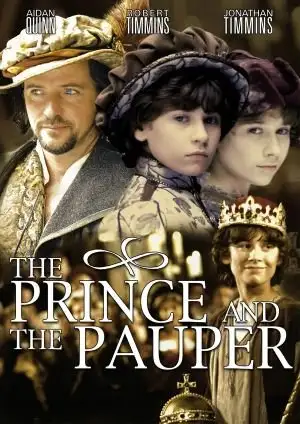 AIDAN QUINN
ROBERT TIMMINS
JONATHAN TIMMINS
THE
PRINCE AND
THE PAUPER